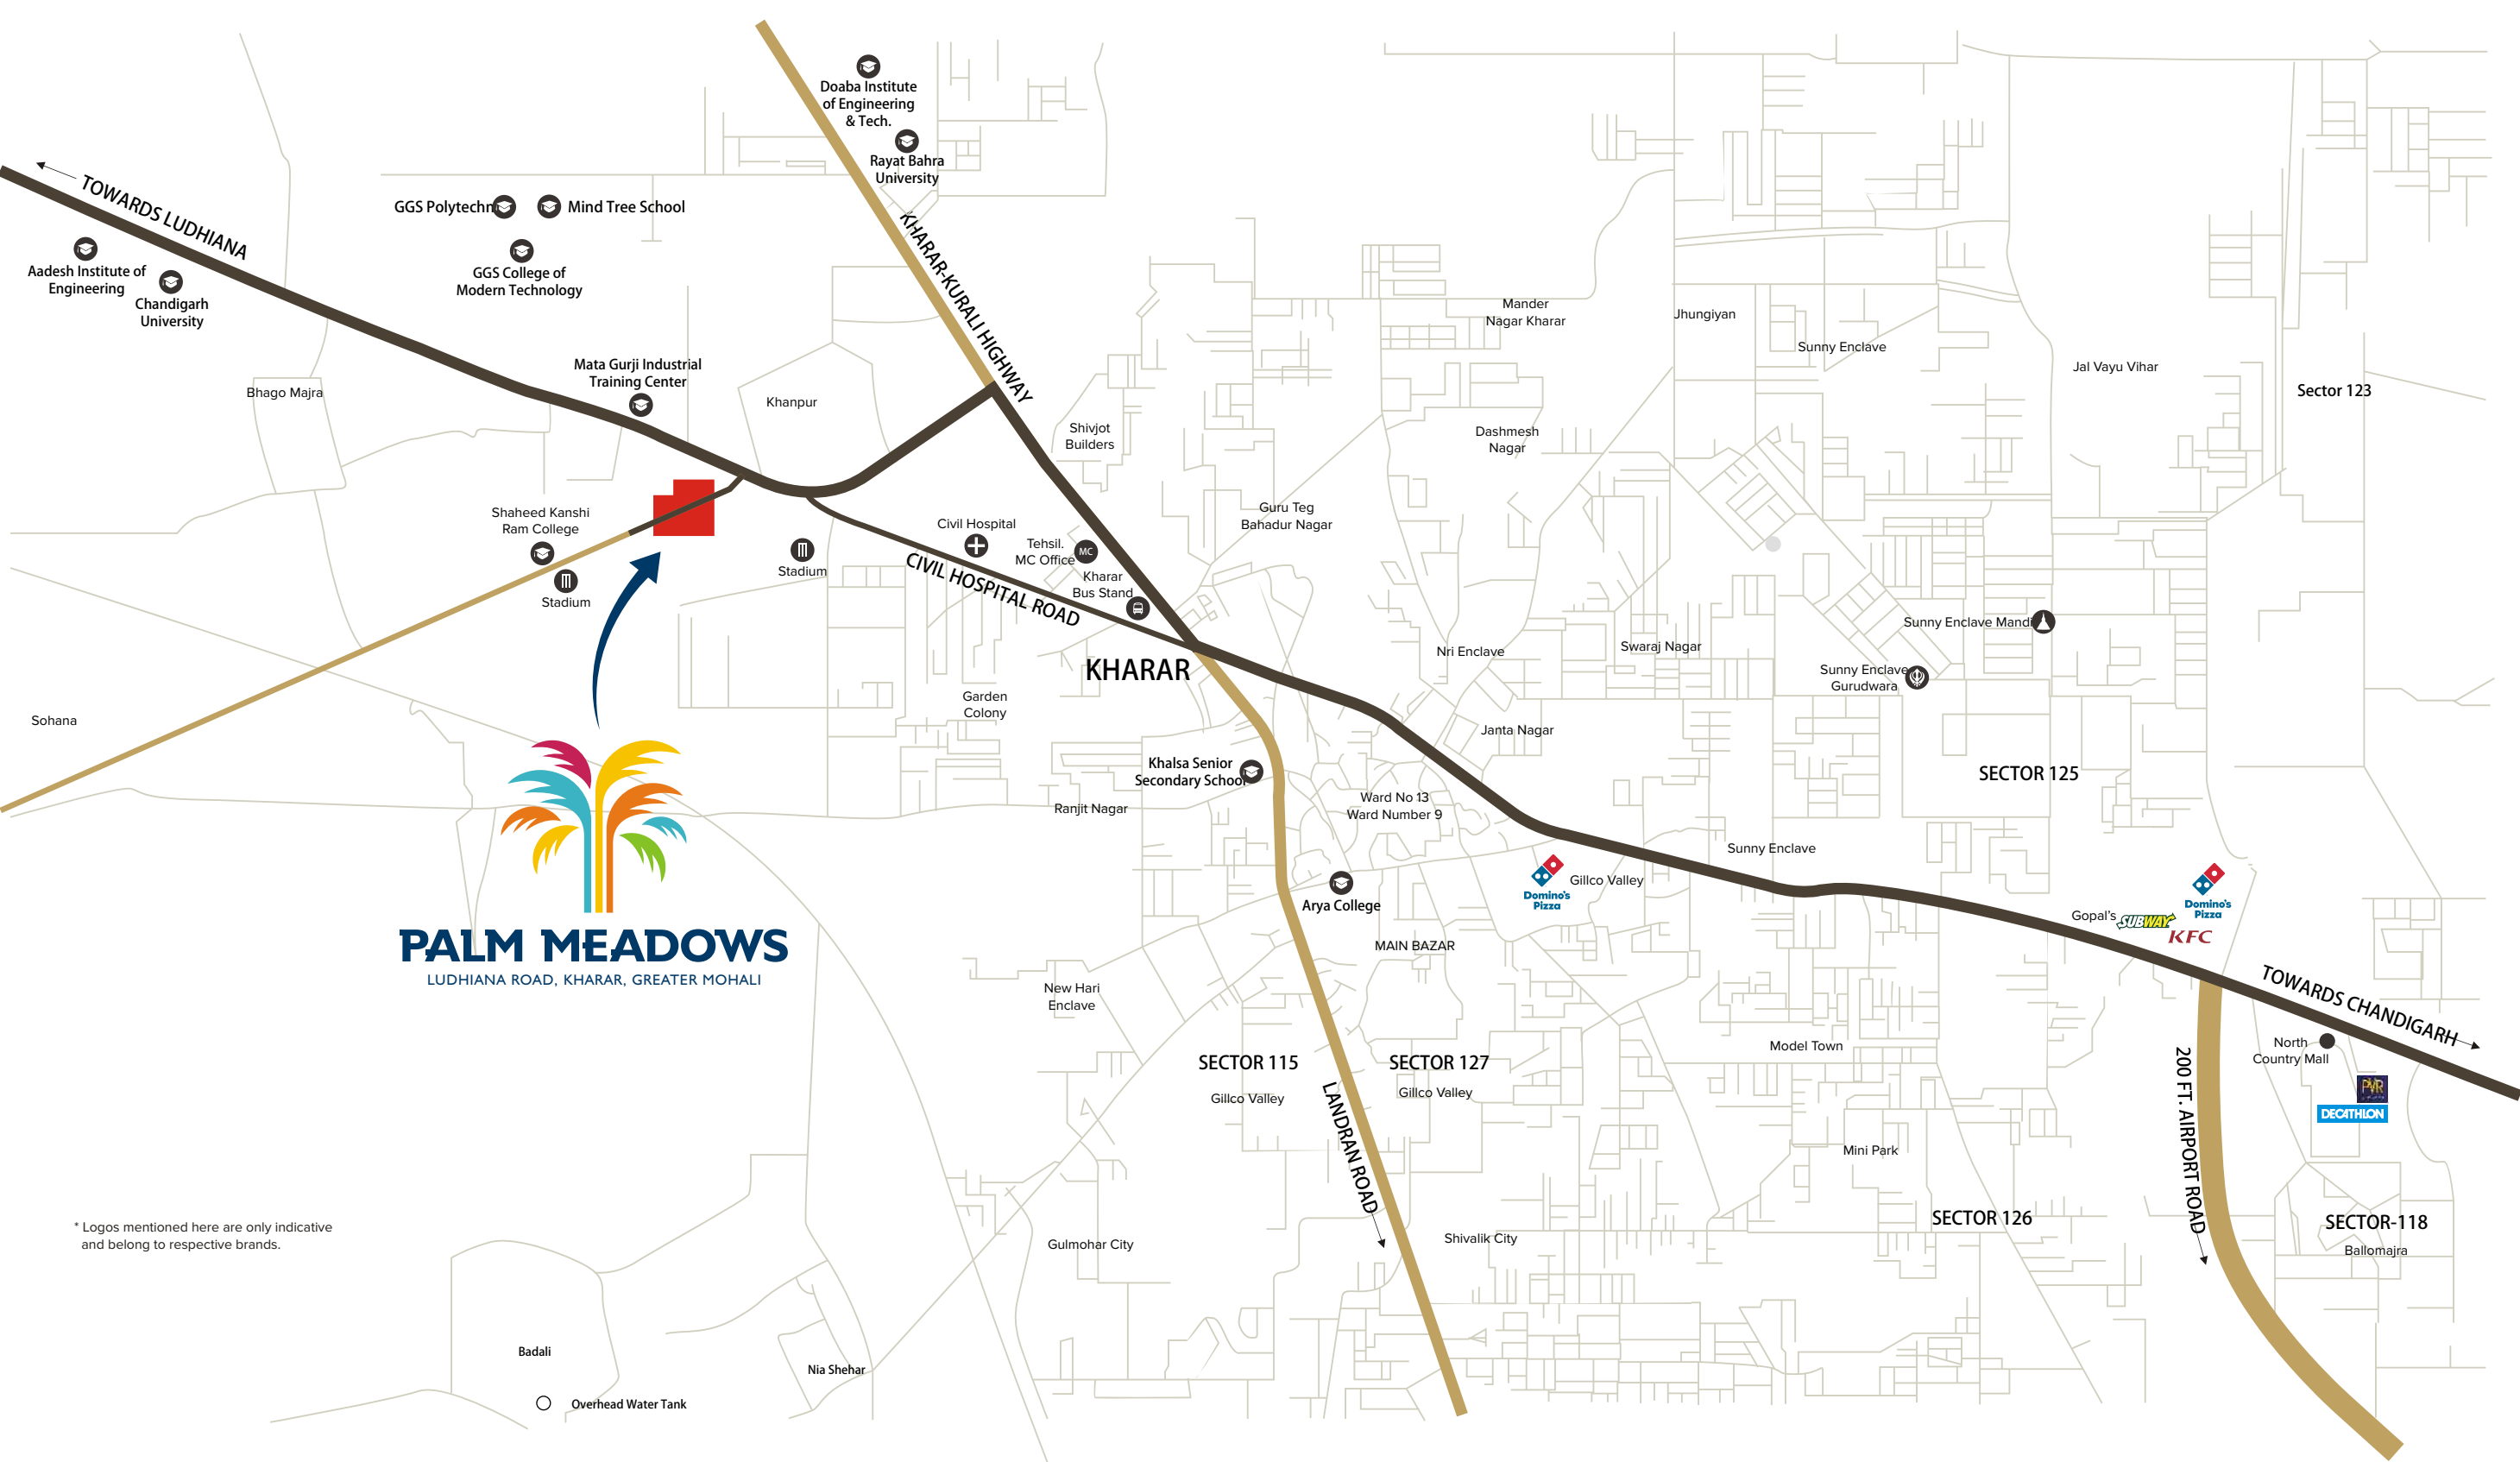 Doaba Institute
of Engineering
& Tech.
Rayat Bahra
University
TOWARDS LUDHIANA
GGS Polytechn
Mind Tree School
KHARAR-KURALI HIGHWAY
Aadesh Institute of
Engineering
Chandigarh
University
GGS College of
Modern Technology
Mander
Nagar Kharar
Jhungiyan
Sunny Enclave
Jal Vayu Vihar
Sector 123
Mata Gurji Industrial
Training Center
Bhago Majra
Khanpur
Shivjot
Builders
Dashmesh
Nagar
Shaheed Kanshi
Ram College
Stadium
Stadium
Civil Hospital
Tehsil.
MC Office
MC
Kharar
Bus Stand
CIVIL HOSPITAL ROAD
Guru Teg
Bahadur Nagar
KHARAR
Nri Enclave
Swaraj Nagar
Sunny Enclave Mandi
Sunny Enclave
Gurudwara
Sohana
Garden
Colony
Janta Nagar
SECTOR 125
Khalsa Senior
Secondary School
Ranjit Nagar
Ward No 13
Ward Number 9
Sunny Enclave
Domino's
Pizza
Gillco Valley
Arya College
Domino's
Pizza
Gopal's
SUBWAY
KFC
PALM MEADOWS
LUDHIANA ROAD, KHARAR, GREATER MOHALI
MAIN BAZAR
TOWARDS CHANDIGARH
New Hari
Enclave
SECTOR 115
Gillco Valley
SECTOR 127
Gillco Valley
LANDRAN ROAD
Model Town
200 FT. AIRPORT ROAD
North
Country Mall
PVR
DECATHLON
Mini Park
SECTOR 126
SECTOR-118
Ballomajra
* Logos mentioned here are only indicative
and belong to respective brands.
Gulmohar City
Shivalik City
Badali
Nia Shehar
Overhead Water Tank